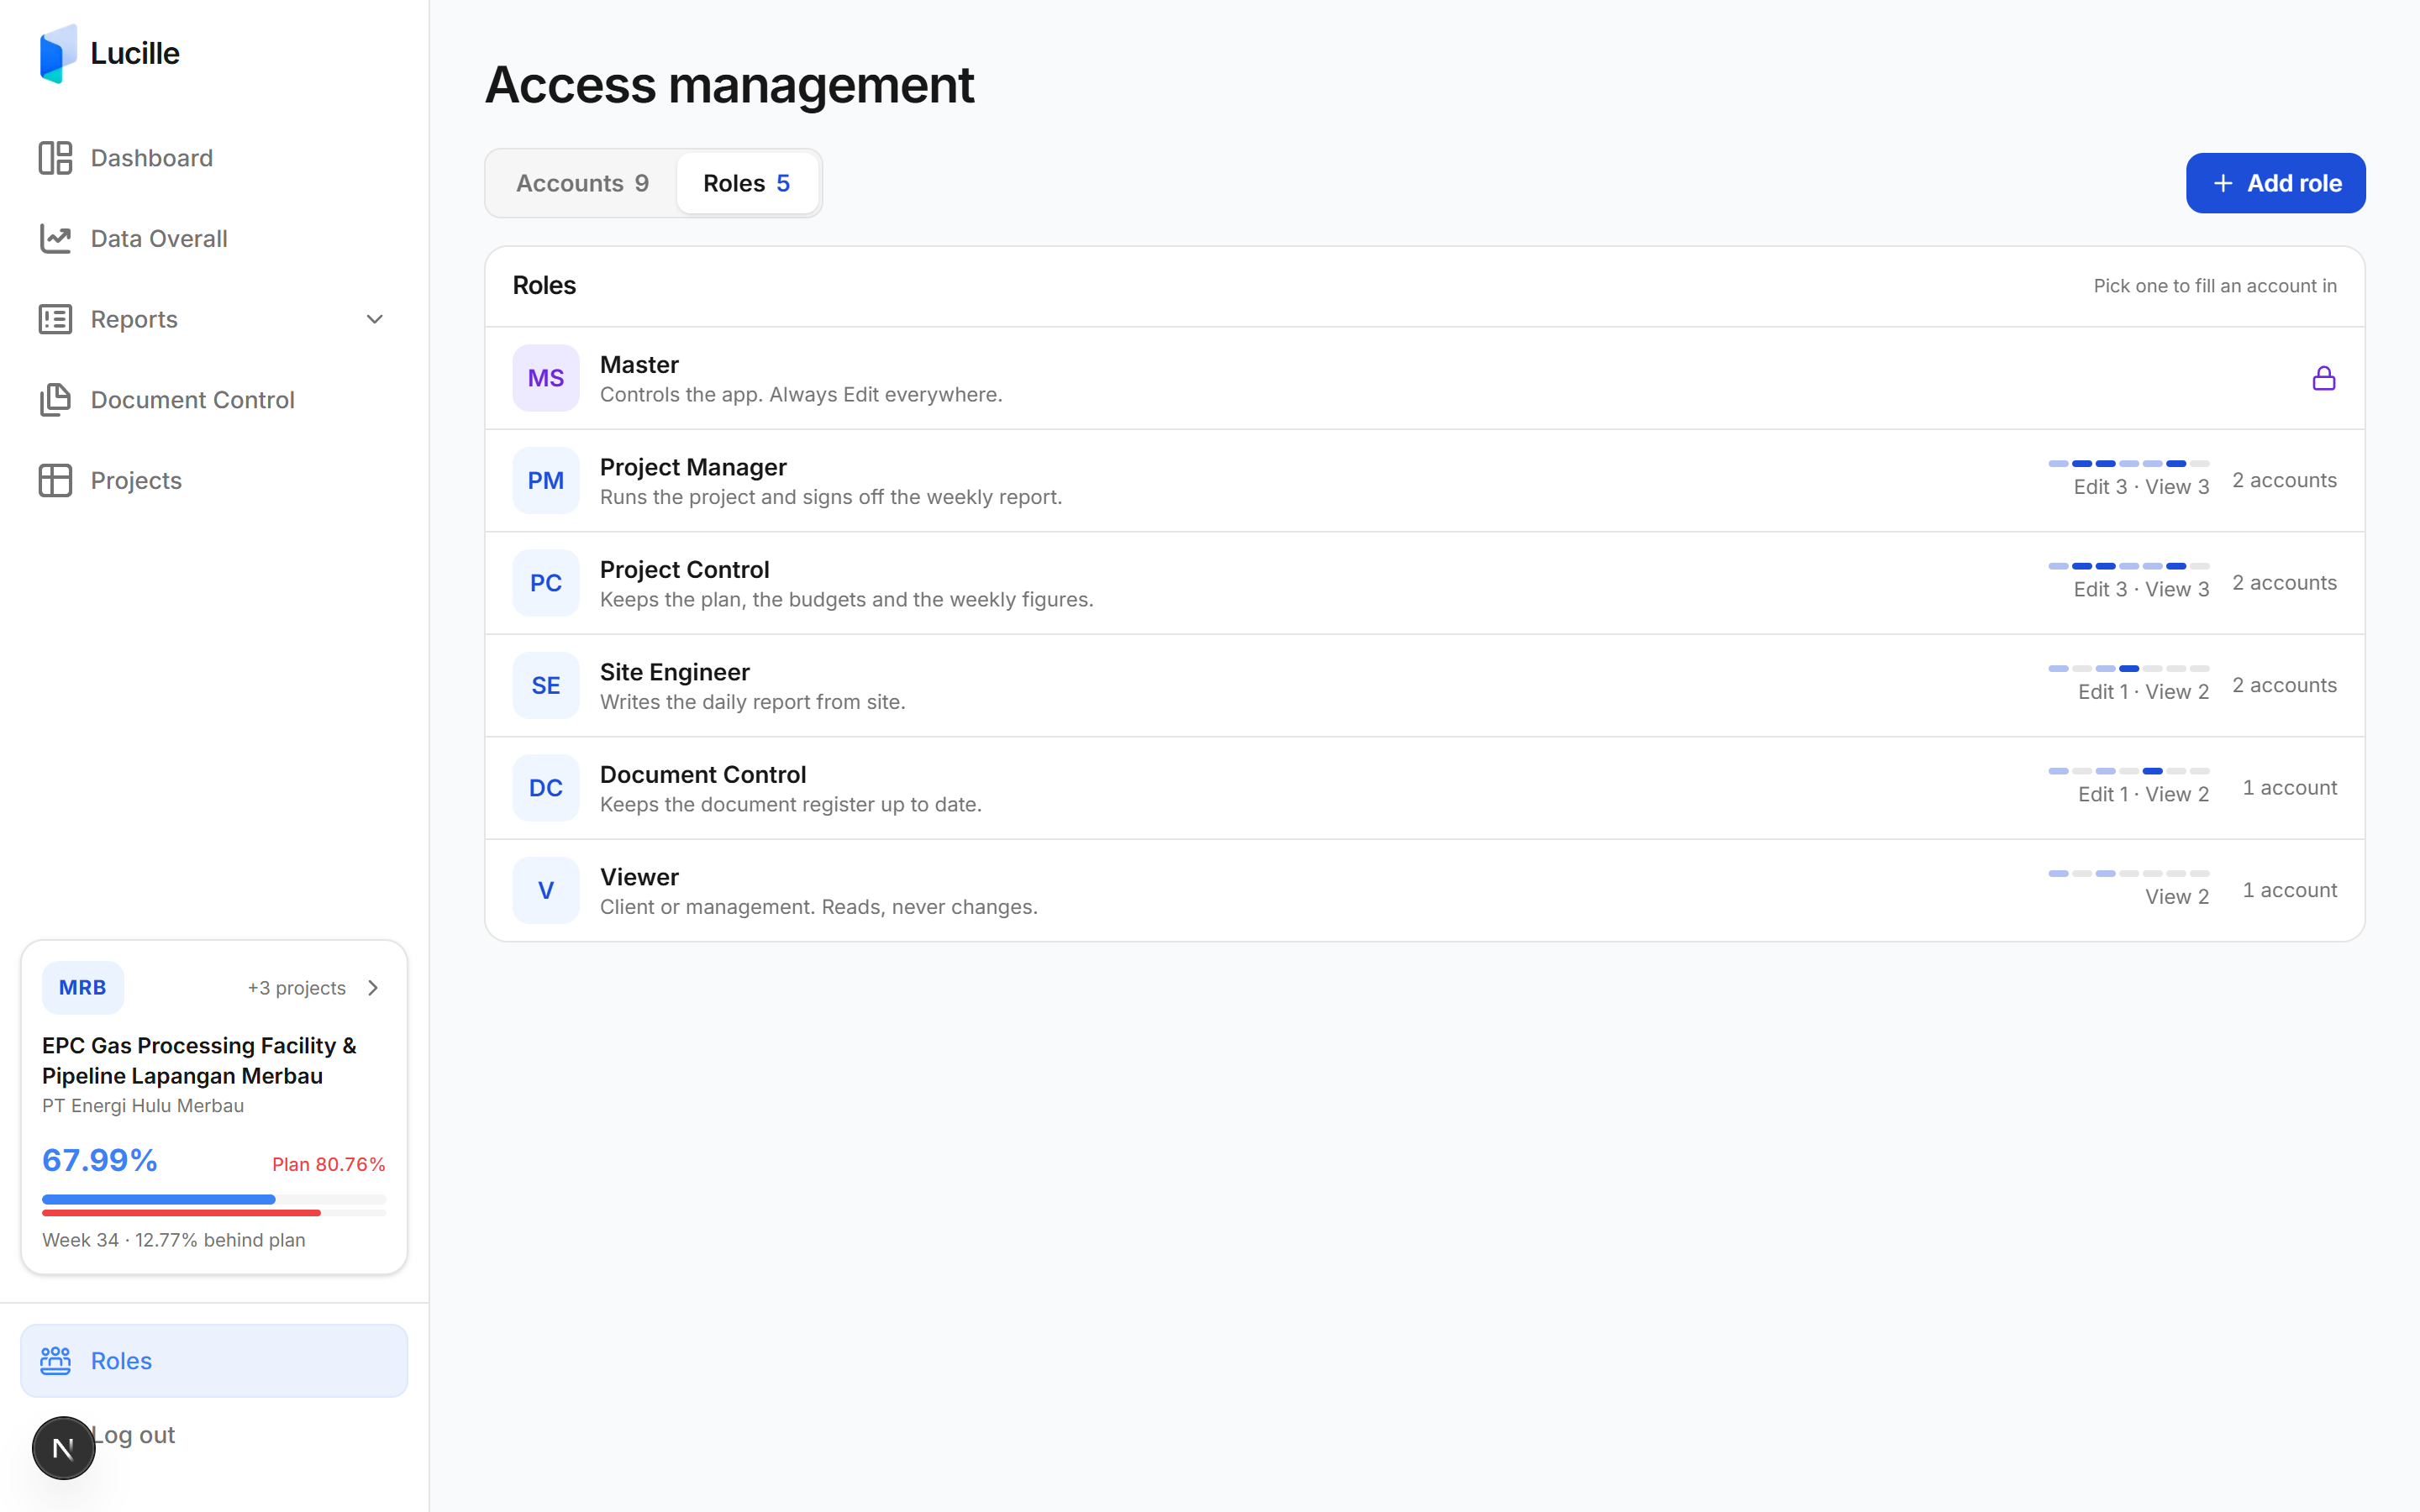 Lucille
Dashboard
Data Overall
Reports
Document Control
Projects
MRB
+3 projects
EPC Gas Processing Facility &
Pipeline Lapangan Merbau
PT Energi Hulu Merbau
67.99%
Plan 80.76%
Week 34 · 12.77% behind plan
Roles
N
Log out
Access management
Accounts 9
Roles 5
+ Add role
Roles
Pick one to fill an account in
MS
Master
Controls the app. Always Edit everywhere.
PM
Project Manager
Runs the project and signs off the weekly report.
Edit 3 · View 3
2 accounts
PC
Project Control
Keeps the plan, the budgets and the weekly figures.
Edit 3 · View 3
2 accounts
SE
Site Engineer
Writes the daily report from site.
Edit 1 · View 2
2 accounts
DC
Document Control
Keeps the document register up to date.
Edit 1 · View 2
1 account
V
Viewer
Client or management. Reads, never changes.
View 2
1 account